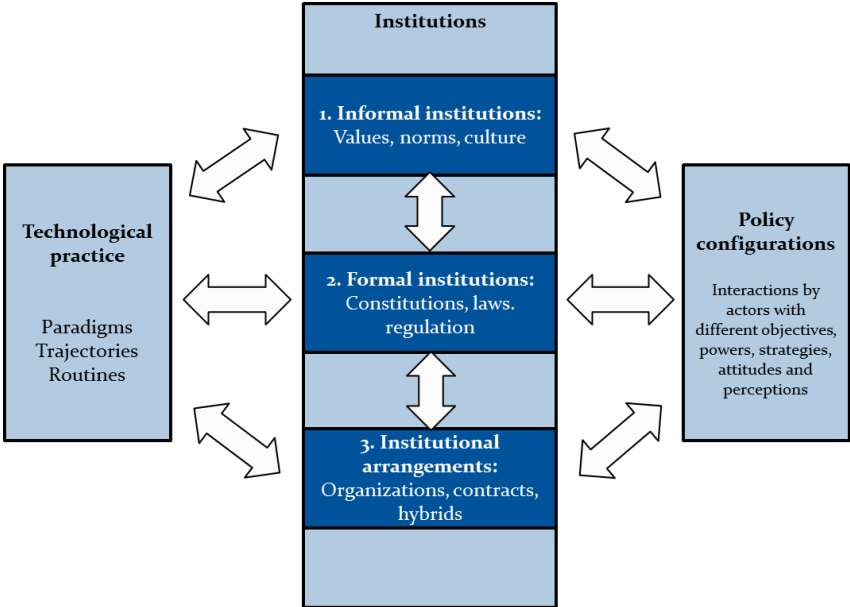 Institutions
1. Informal institutions:
Values, norms, culture
Technological
practice
Paradigms
Trajectories
Routines
2. Formal institutions:
Constitutions, laws.
regulation
3. Institutional
arrangements:
Organizations, contracts,
hybrids
Policy
configurations
Interactions by
actors with
different objectives,
powers, strategies,
attitudes and
perceptions